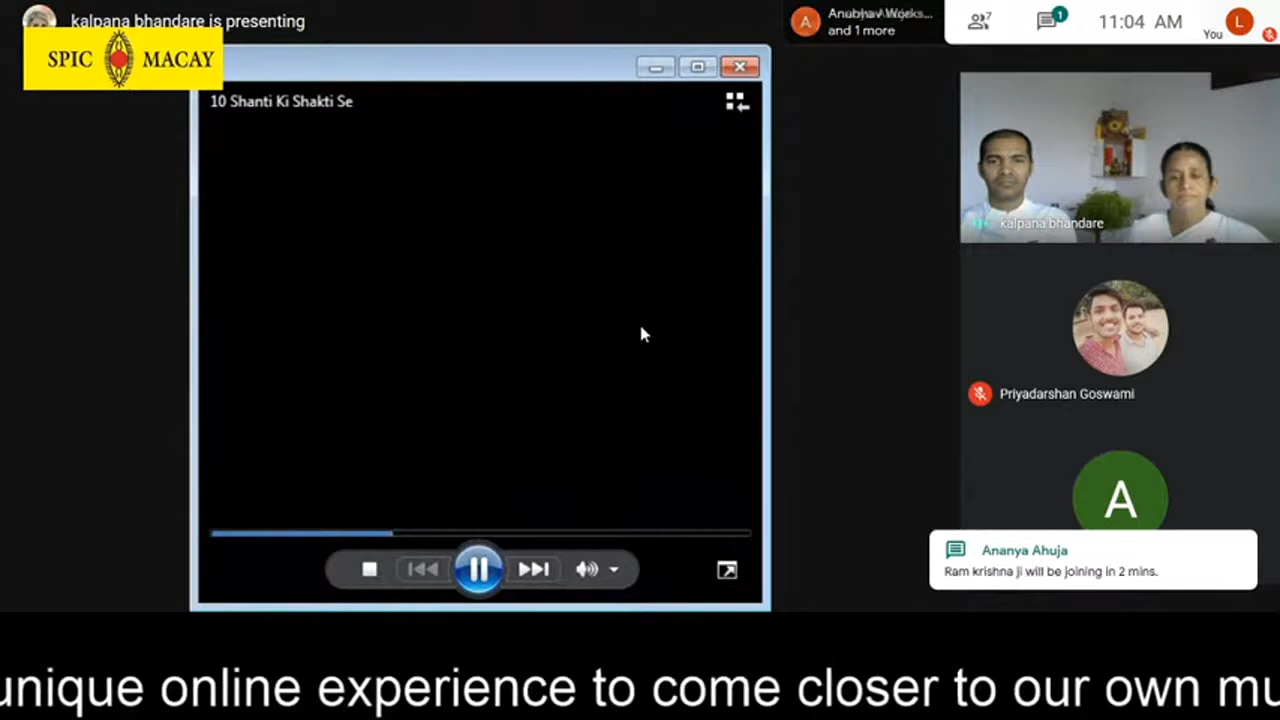 kalpana bhandare is presenting
SPIC MACAY
10 Shanti Ki Shakti Se
A
and 1 more
7
1
11:04 AM
You
L
kalpana bhandare
Priyadarshan Goswami
A
Ananya Ahuja
Ram krishna ji will be joining in 2 mins.
unique online experience to come closer to our own mu